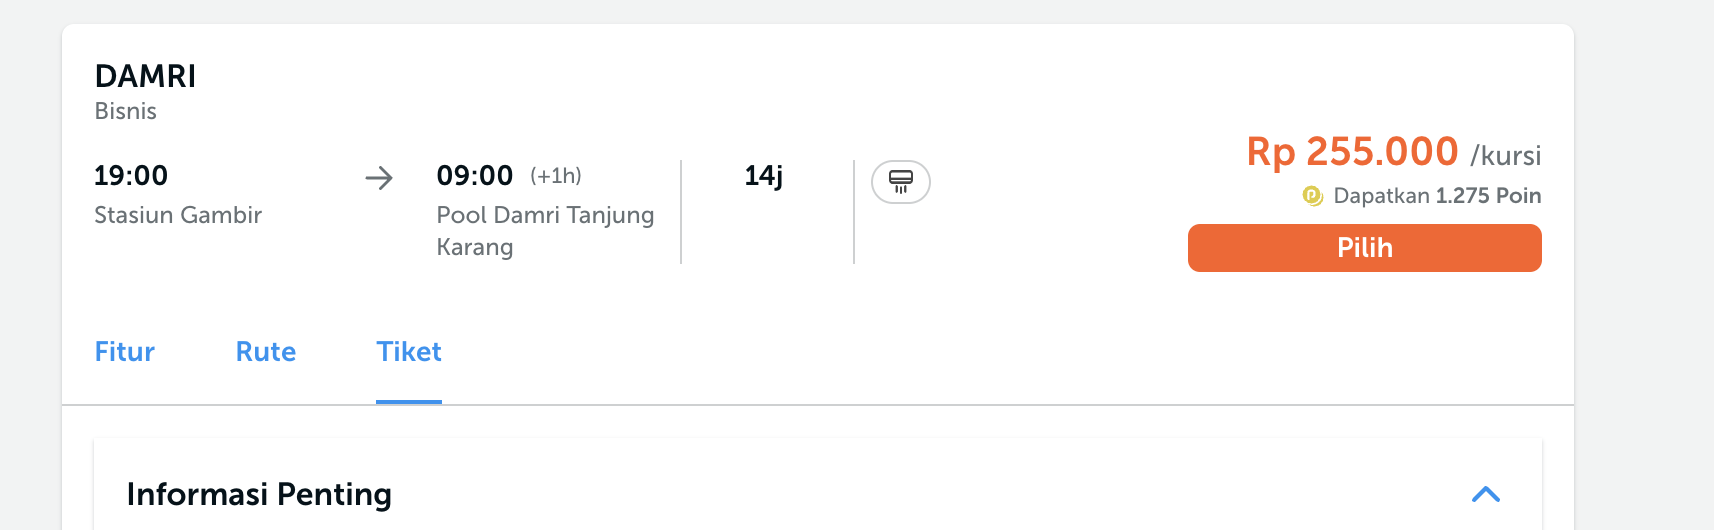 DAMRI
Bisnis
19:00
Stasiun Gambir
09:00 (+1h)
Pool Damri Tanjung
Karang
14j
Rp 255.000 /kursi
Dapatkan 1.275 Poin
Pilih
Fitur
Rute
Tiket
Informasi Penting